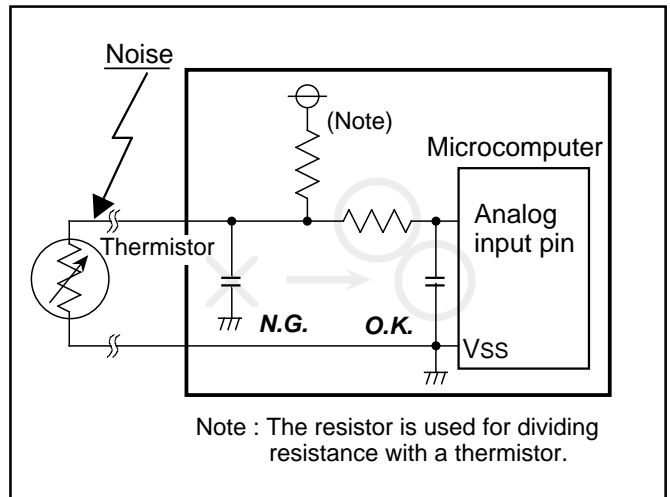 Noise
(Note)
Microcomputer
Thermistor
Analog
input pin
N.G.
O.K.
VSS
Note : The resistor is used for dividing
resistance with a thermistor.